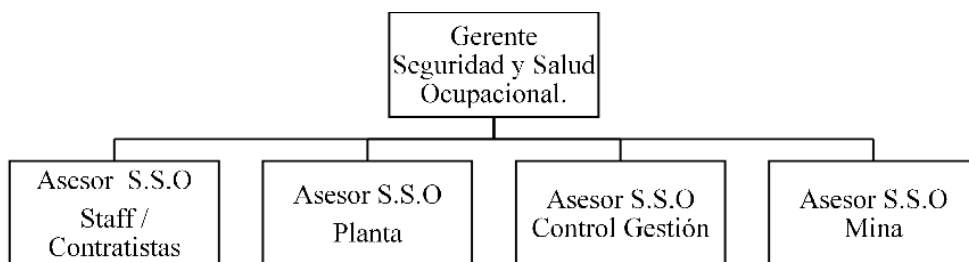 Gerente
Seguridad y Salud
Ocupacional.
Asesor S.S.O
Staff /
Contratistas
Asesor S.S.O
Planta
Asesor S.S.O
Control Gestión
Asesor S.S.O
Mina